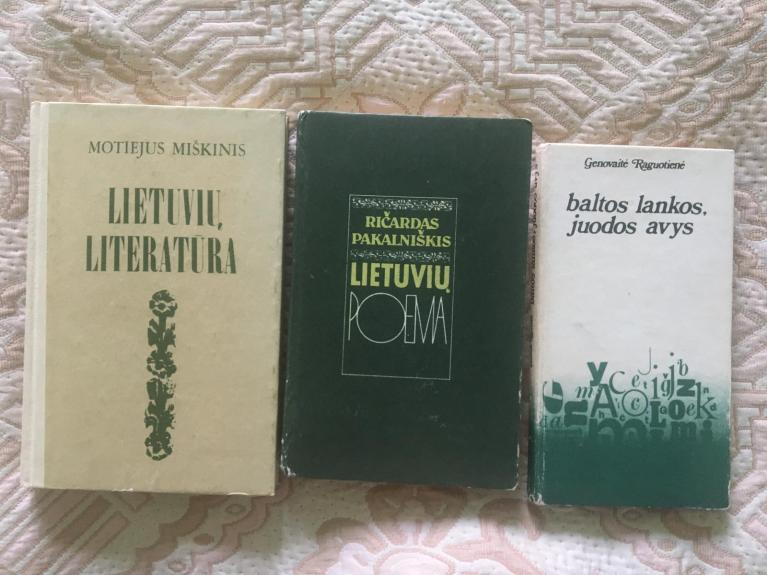 MOTIEJUS MIŠKINIS
LIETUVIŲ
LITERATŪRA
RIČARDAS
PAKALNIŠKIS
LIETUVIŲ
POEMA
Genovaitė Raguotienė
baltos lankos,
juodos avys